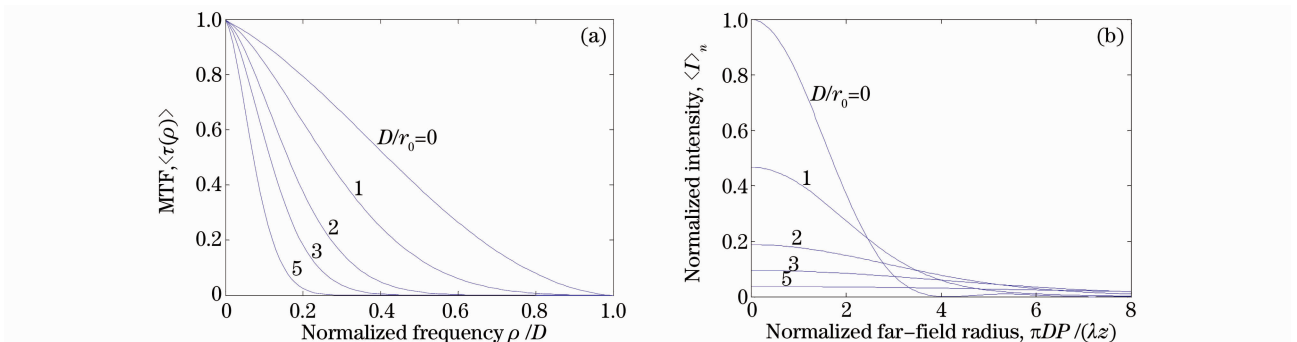 (a)
1.0
0.8
0.6
0.4
0.2
0
MTF,⟨τ(ρ)⟩
D/r₀=0
1
2
3
5
0 0.2 0.4 0.6 0.8 1.0
Normalized frequency ρ /D
(b)
1.0
0.8
0.6
0.4
0.2
0
Normalized intensity, ⟨I⟩ₙ
D/r₀=0
1
2
3
5
0 2 4 6 8
Normalized far-field radius, πDP /(λz)